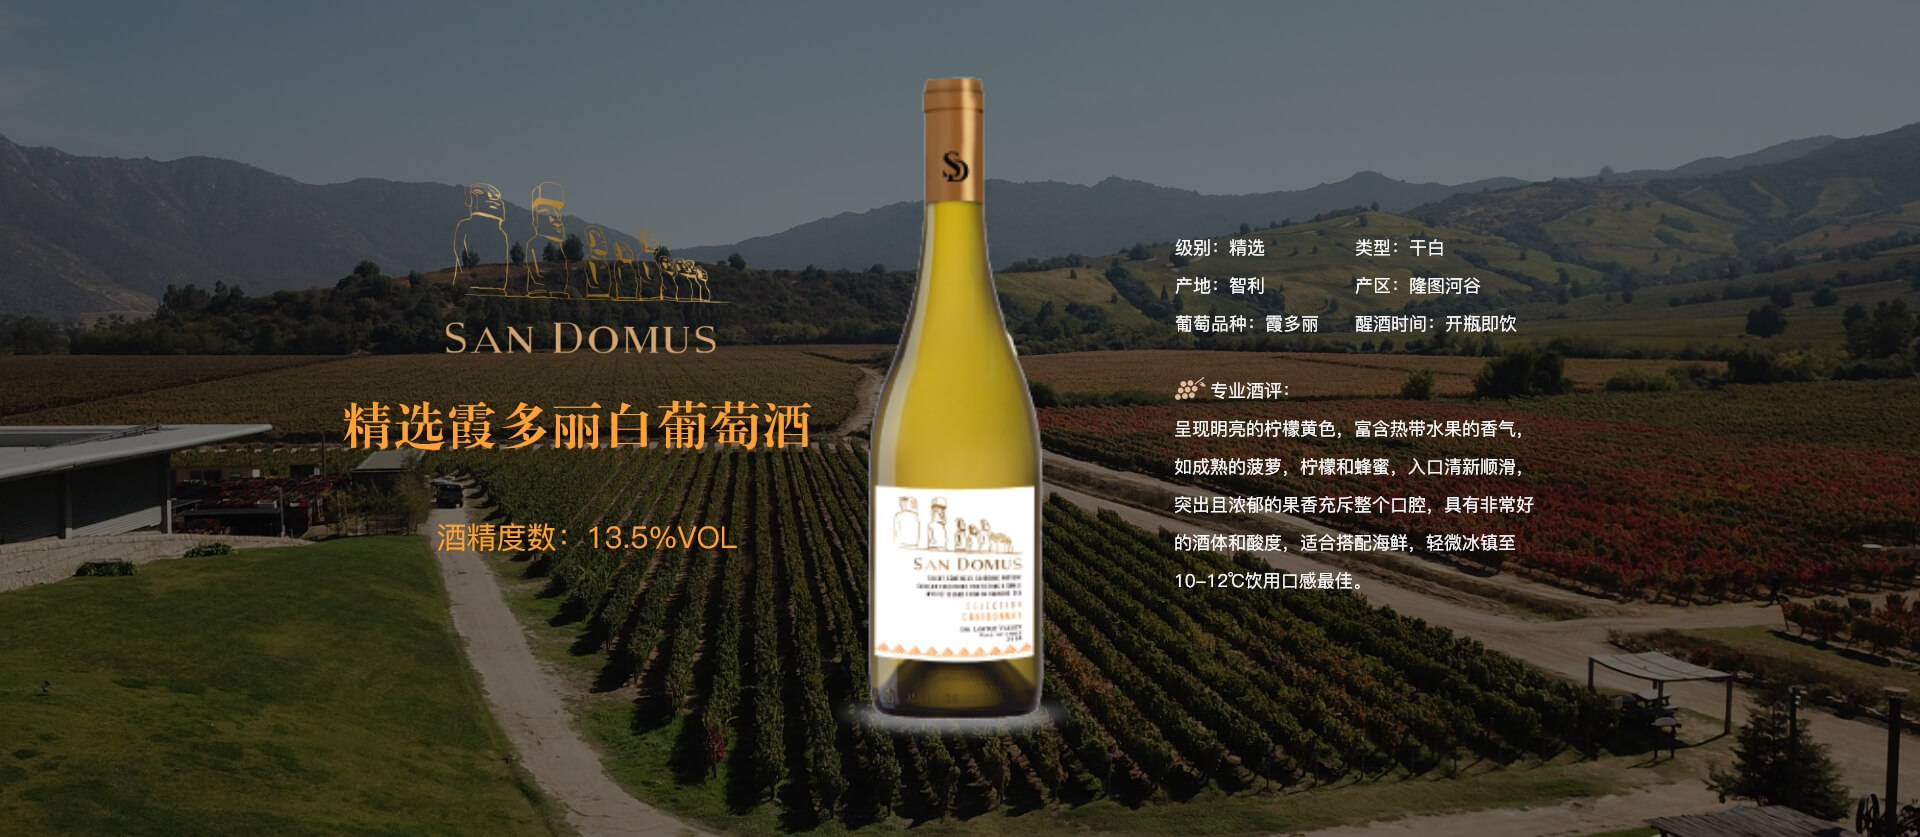 SAN DOMUS
精选霞多丽白葡萄酒
酒精度数：13.5%VOL
SD
SAN DOMUS
SELECTION
CHARDONNAY
级别：精选 类型：干白
产地：智利 产区：隆图河谷
葡萄品种：霞多丽 醒酒时间：开瓶即饮
专业酒评：
呈现明亮的柠檬黄色，富含热带水果的香气，
如成熟的菠萝，柠檬和蜂蜜，入口清新顺滑，
突出且浓郁的果香充斥整个口腔，具有非常好
的酒体和酸度，适合搭配海鲜，轻微冰镇至
10-12℃饮用口感最佳。